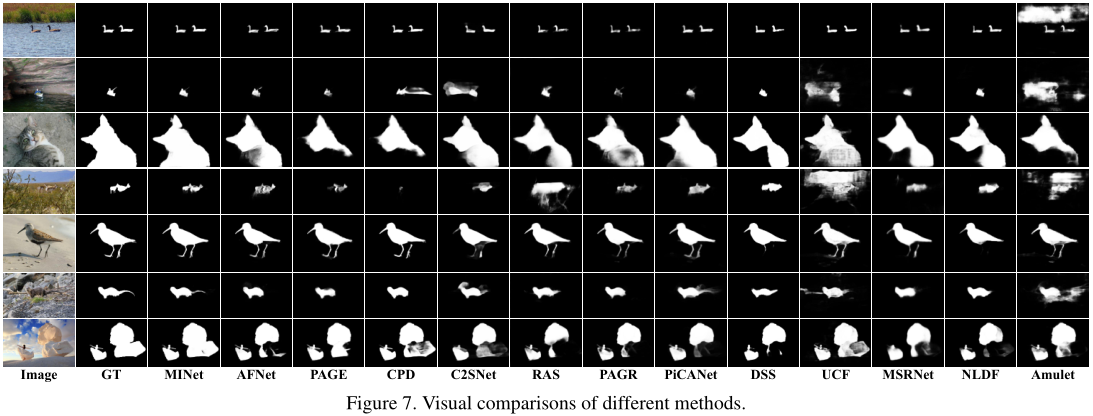 Image GT MINet AFNet PAGE CPD C2SNet RAS PAGR PiCANet DSS UCF MSRNet NLDF Amulet
Figure 7. Visual comparisons of different methods.